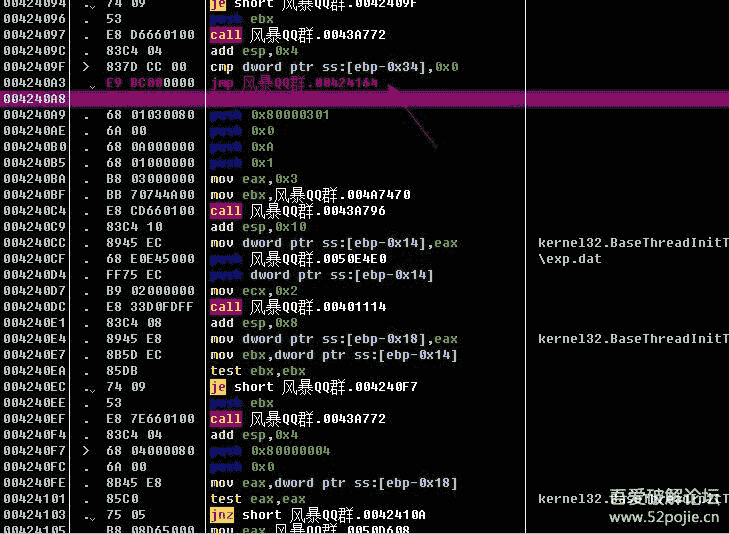 00424094 . 74 09 je short 风暴QQ群.0042409F
00424096 . 53 push ebx
00424097 . E8 D6660100 call 风暴QQ群.0043A772
0042409C . 83C4 04 add esp,0x4
0042409F > 837D CC 00 cmp dword ptr ss:[ebp-0x34],0x0
004240A3 . E9 BC000000 jmp 风暴QQ群.00424164
004240A8
004240A9 . 68 01030080 push 0x80000301
004240AE . 6A 00 push 0x0
004240B0 . 68 0A000000 push 0xA
004240B5 . 68 01000000 push 0x1
004240BA . B8 03000000 mov eax,0x3
004240BF . BB 70744A00 mov ebx,风暴QQ群.004A7470
004240C4 . E8 CD660100 call 风暴QQ群.0043A796
004240C9 . 83C4 10 add esp,0x10
004240CC . 8945 EC mov dword ptr ss:[ebp-0x14],eax kernel32.BaseThreadInitT
004240CF . 68 E0E45000 push 风暴QQ群.0050E4E0 \exp.dat
004240D4 . FF75 EC push dword ptr ss:[ebp-0x14]
004240D7 . B9 02000000 mov ecx,0x2
004240DC . E8 33D0FDFF call 风暴QQ群.00401114
004240E1 . 83C4 08 add esp,0x8
004240E4 . 8945 E8 mov dword ptr ss:[ebp-0x18],eax kernel32.BaseThreadInitT
004240E7 . 8B5D EC mov ebx,dword ptr ss:[ebp-0x14]
004240EA . 85DB test ebx,ebx
004240EC . 74 09 je short 风暴QQ群.004240F7
004240EE . 53 push ebx
004240EF . E8 7E660100 call 风暴QQ群.0043A772
004240F4 . 83C4 04 add esp,0x4
004240F7 > 68 04000080 push 0x80000004
004240FC . 6A 00 push 0x0
004240FE . 8B45 E8 mov eax,dword ptr ss:[ebp-0x18]
00424101 . 85C0 test eax,eax kernel32.BaseThreadInitT
00424103 . 75 05 jnz short 风暴QQ群.0042410A
00424105 . B8 08D65000 mov eax,风暴QQ群.0050D608
吾爱破解论坛
www.52pojie.cn